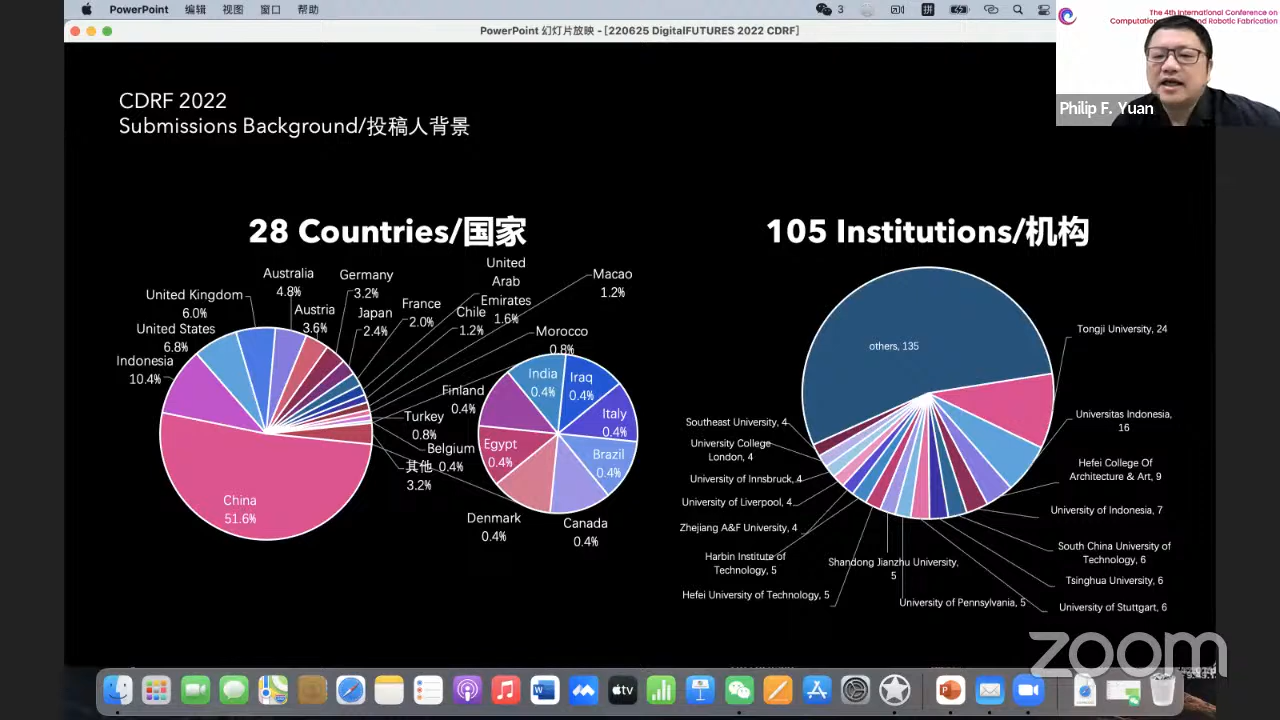 PowerPoint 编辑 视图 窗口 帮助
3
拼
PowerPoint 幻灯片放映 - [220625 DigitalFUTURES 2022 CDRF]
The 4th International Conference on
Philip F. Yuan
CDRF 2022
Submissions Background/投稿人背景
28 Countries/国家
Australia
4.8%
Germany
3.2%
United
Arab
Emirates
1.6%
Macao
1.2%
United Kingdom
6.0%
Austria
3.6%
Japan
2.4%
France
2.0%
Chile
1.2%
United States
6.8%
Morocco
0.8%
Indonesia
10.4%
China
51.6%
Turkey
0.8%
Belgium
0.4%
其他
3.2%
Finland
0.4%
India
0.4%
Iraq
0.4%
Italy
0.4%
Egypt
0.4%
Brazil
0.4%
Denmark
0.4%
Canada
0.4%
105 Institutions/机构
others, 135
Tongji University, 24
Universitas Indonesia,
16
Hefei College Of
Architecture & Art, 9
University of Indonesia, 7
South China University of
Technology, 6
Tsinghua University, 6
University of Stuttgart, 6
University of Pennsylvania, 5
Shandong Jianzhu University,
5
Hefei University of Technology, 5
Harbin Institute of
Technology, 5
Zhejiang A&F University, 4
University of Liverpool, 4
University of Innsbruck, 4
University College
London, 4
Southeast University, 4
zoom
tv